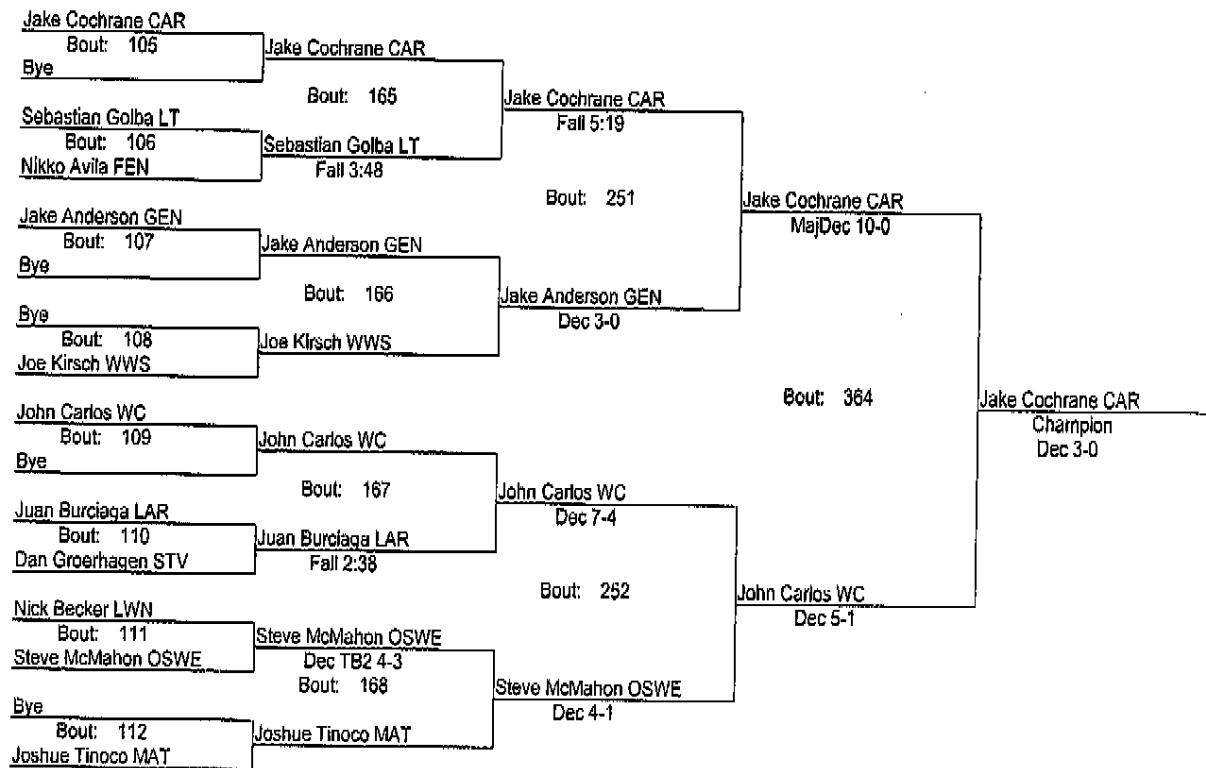 Jake Cochrane CAR
Bout: 105
Bye
Jake Cochrane CAR
Bout: 165
Sebastian Golba LT
Bout: 106
Nikko Avila FEN
Sebastian Golba LT
Fall 3:48
Jake Cochrane CAR
Fall 5:19
Bout: 251
Jake Anderson GEN
Bout: 107
Bye
Jake Anderson GEN
Bout: 166
Bye
Bout: 108
Joe Kirsch WWS
Joe Kirsch WWS
Jake Anderson GEN
Dec 3-0
Jake Cochrane CAR
MajDec 10-0
Bout: 364
Jake Cochrane CAR
Champion
Dec 3-0
John Carlos WC
Bout: 109
Bye
John Carlos WC
Bout: 167
Juan Burciaga LAR
Bout: 110
Dan Groerhagen STV
Juan Burciaga LAR
Fall 2:38
John Carlos WC
Dec 7-4
Bout: 252
Nick Becker LWN
Bout: 111
Steve McMahon OSWE
Steve McMahon OSWE
Dec TB2 4-3
Bout: 168
Bye
Bout: 112
Joshue Tinoco MAT
Joshue Tinoco MAT
Steve McMahon OSWE
Dec 4-1
John Carlos WC
Dec 5-1